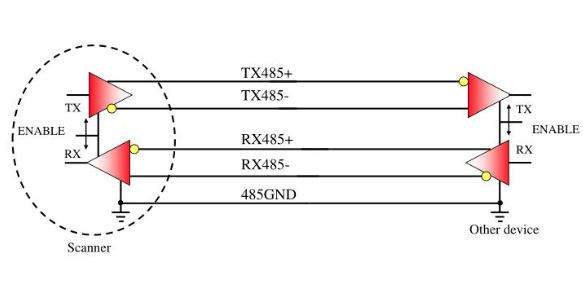 TX485+
TX485-
TX
TX
ENABLE
ENABLE
RX485+
RX
RX
RX485-
485GND
Other device
Scanner